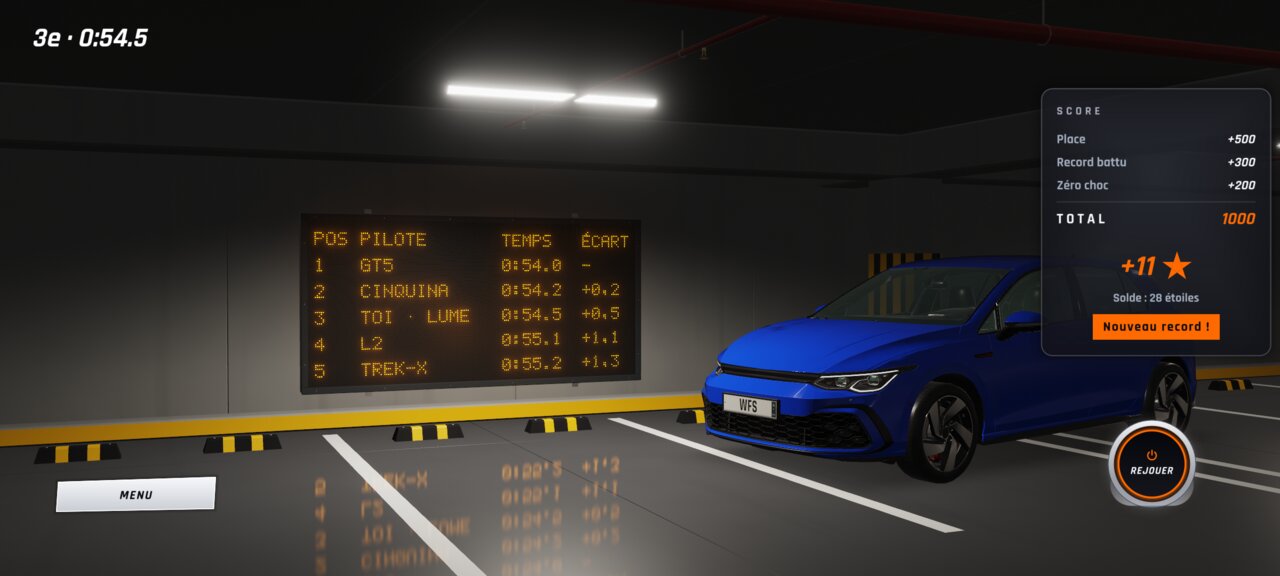 3e · 0:54.5
SCORE
Place +500
Record battu +300
Zéro choc +200
TOTAL 1000
+11 ★
Solde : 28 étoiles
Nouveau record !
POS PILOTE TEMPS ÉCART
1 GT5 0:54.0 –
2 CINQUINA 0:54.2 +0,2
3 TOI · LUME 0:54.5 +0,5
4 L2 0:55.1 +1,1
5 TREK-X 0:55.2 +1,3
WFS
MENU
REJOUER